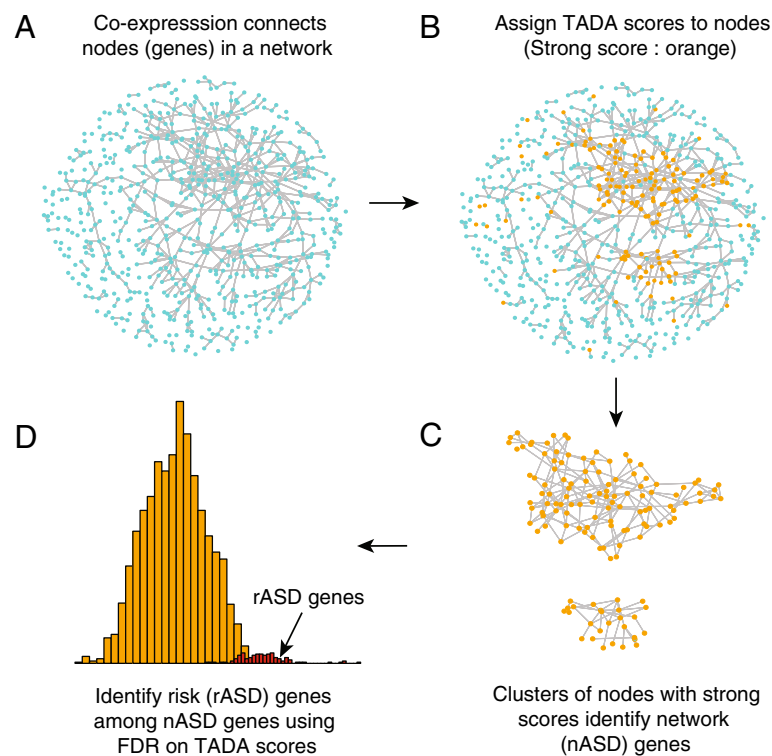 A
Co-expresssion connects
nodes (genes) in a network
B
Assign TADA scores to nodes
(Strong score : orange)
D
rASD genes
Identify risk (rASD) genes
among nASD genes using
FDR on TADA scores
C
Clusters of nodes with strong
scores identify network
(nASD) genes